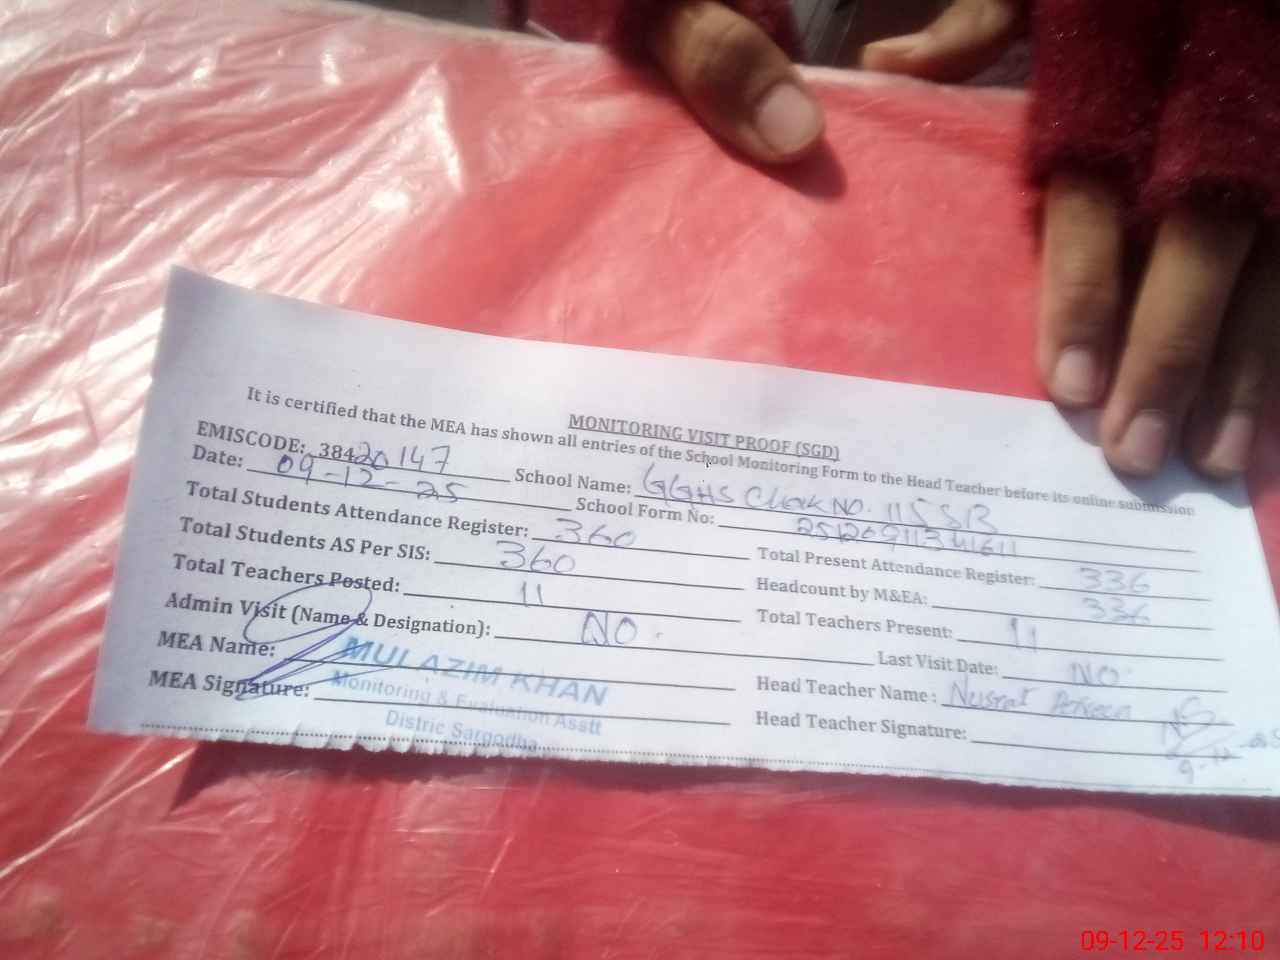 MONITORING VISIT PROOF (SGD)
It is certified that the MEA has shown all entries of the School Monitoring Form to the Head Teacher before its online submission
EMISCODE: 38420147 School Name: GGHS Chak NO. 115 SB
Date: 09-12-25 School Form No:
Total Students Attendance Register: 360 Total Present Attendance Register: 336
Total Students AS Per SIS: 360 Headcount by M&EA: 336
Total Teachers Posted: 11 Total Teachers Present: 11
Admin Visit (Name & Designation): NO. Last Visit Date: NO
MEA Name: MULAZIM KHAN Head Teacher Name: Nusrat
Monitoring & Evaluation Asstt
MEA Signature: Head Teacher Signature:
Distric Sargodha
09-12-25 12:10